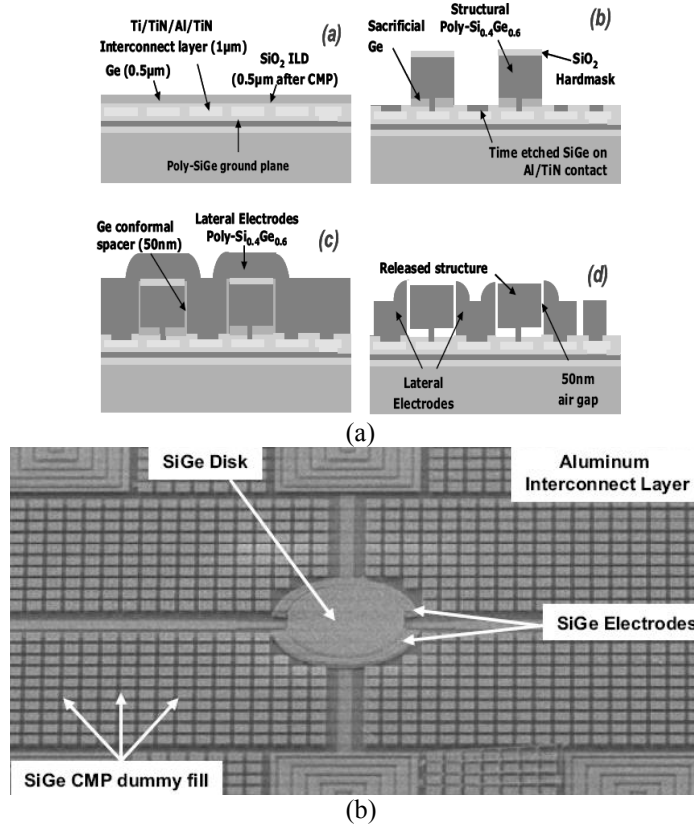 Ti/TiN/Al/TiN
Interconnect layer (1µm)
Ge (0.5µm)
SiO2 ILD
(0.5µm after CMP)
(a)
Poly-SiGe ground plane
Sacrificial
Ge
Structural
Poly-Si0.4Ge0.6
(b)
SiO2
Hardmask
Time etched SiGe on
Al/TiN contact
Ge conformal
spacer (50nm)
Lateral Electrodes
Poly-Si0.4Ge0.6
(c)
Released structure
(d)
Lateral
Electrodes
50nm
air gap
(a)
SiGe Disk
Aluminum
Interconnect Layer
SiGe Electrodes
SiGe CMP dummy fill
(b)